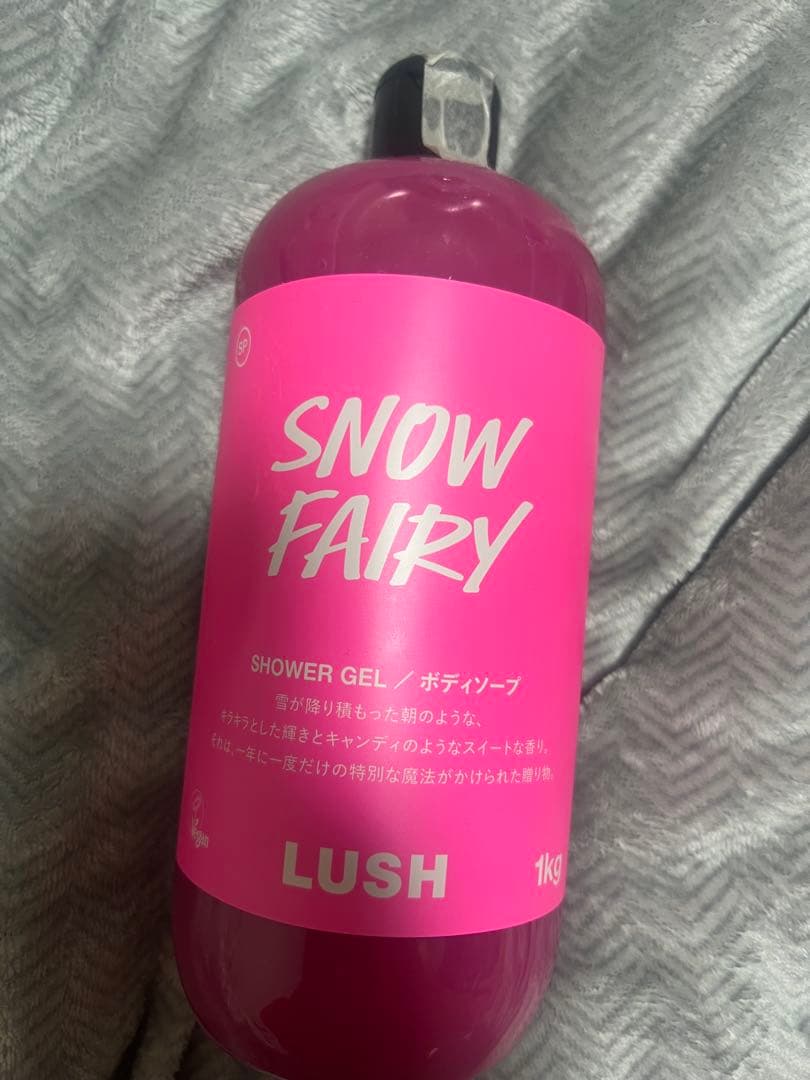 SP
SNOW
FAIRY
SHOWER GEL / ボディソープ
雪が降り積もった朝のような、
キラキラとした輝きとキャンディのようなスイートな香り。
それは、一年に一度だけの特別な魔法がかけられた贈り物。
Vegan
LUSH
1kg